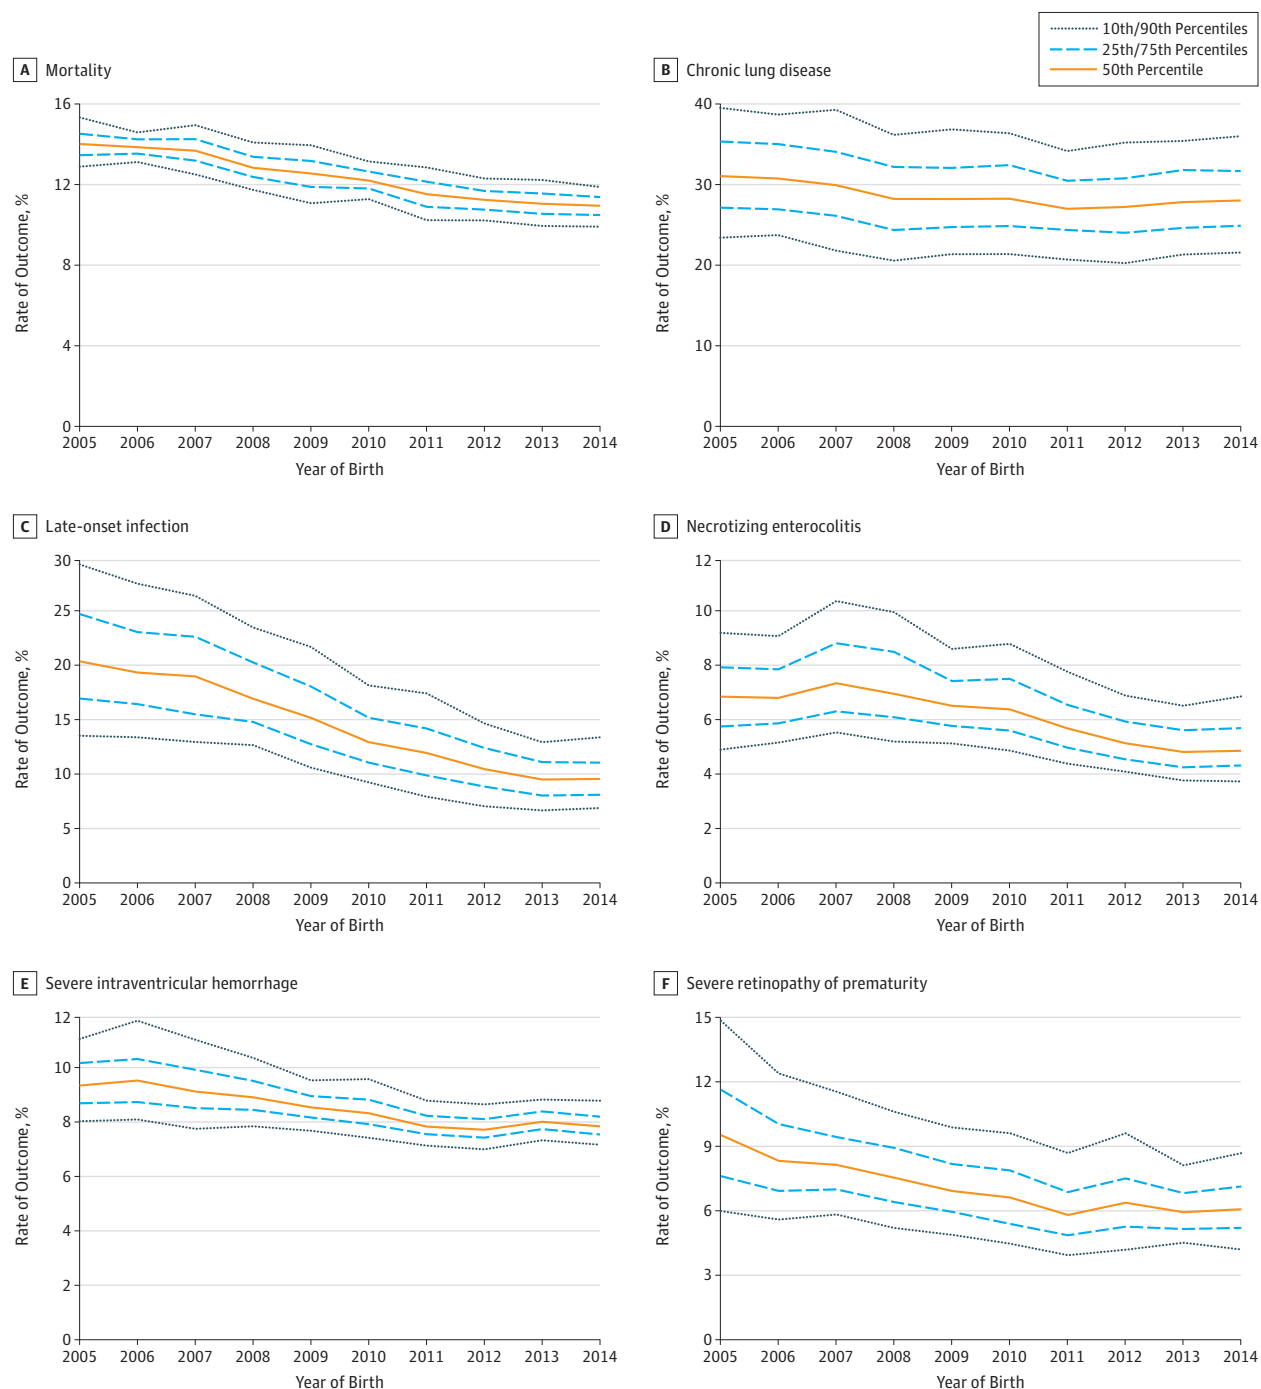 10th/90th Percentiles
25th/75th Percentiles
50th Percentile
A Mortality
16
12
8
4
0
Rate of Outcome, %
2005 2006 2007 2008 2009 2010 2011 2012 2013 2014
Year of Birth
B Chronic lung disease
40
30
20
10
0
Rate of Outcome, %
2005 2006 2007 2008 2009 2010 2011 2012 2013 2014
Year of Birth
C Late-onset infection
30
25
20
15
10
5
0
Rate of Outcome, %
2005 2006 2007 2008 2009 2010 2011 2012 2013 2014
Year of Birth
D Necrotizing enterocolitis
12
10
8
6
4
2
0
Rate of Outcome, %
2005 2006 2007 2008 2009 2010 2011 2012 2013 2014
Year of Birth
E Severe intraventricular hemorrhage
12
10
8
6
4
2
0
Rate of Outcome, %
2005 2006 2007 2008 2009 2010 2011 2012 2013 2014
Year of Birth
F Severe retinopathy of prematurity
15
12
9
6
3
0
Rate of Outcome, %
2005 2006 2007 2008 2009 2010 2011 2012 2013 2014
Year of Birth